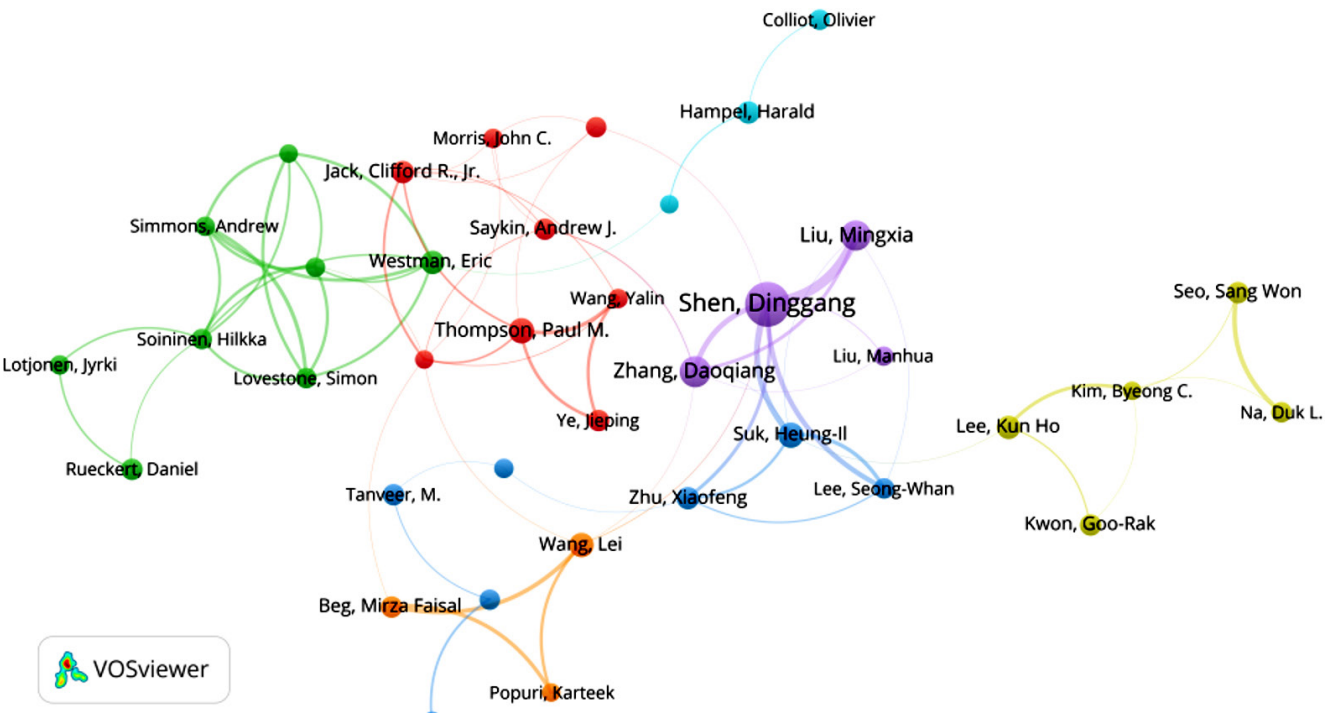 Colliot, Olivier
Hampel, Harald
Morris, John C.
Jack, Clifford R., Jr.
Simmons, Andrew
Saykin, Andrew J.
Liu, Mingxia
Westman, Eric
Seo, Sang Won
Wang, Yalin
Shen, Dinggang
Thompson, Paul M.
Soininen, Hilkka
Liu, Manhua
Lotjonen, Jyrki
Zhang, Daoqiang
Lovestone, Simon
Kim, Byeong C.
Na, Duk L.
Ye, Jieping
Lee, Kun Ho
Suk, Heung-Il
Rueckert, Daniel
Lee, Seong-Whan
Tanveer, M.
Zhu, Xiaofeng
Kwon, Goo-Rak
Wang, Lei
Beg, Mirza Faisal
VOSviewer
Popuri, Karteek